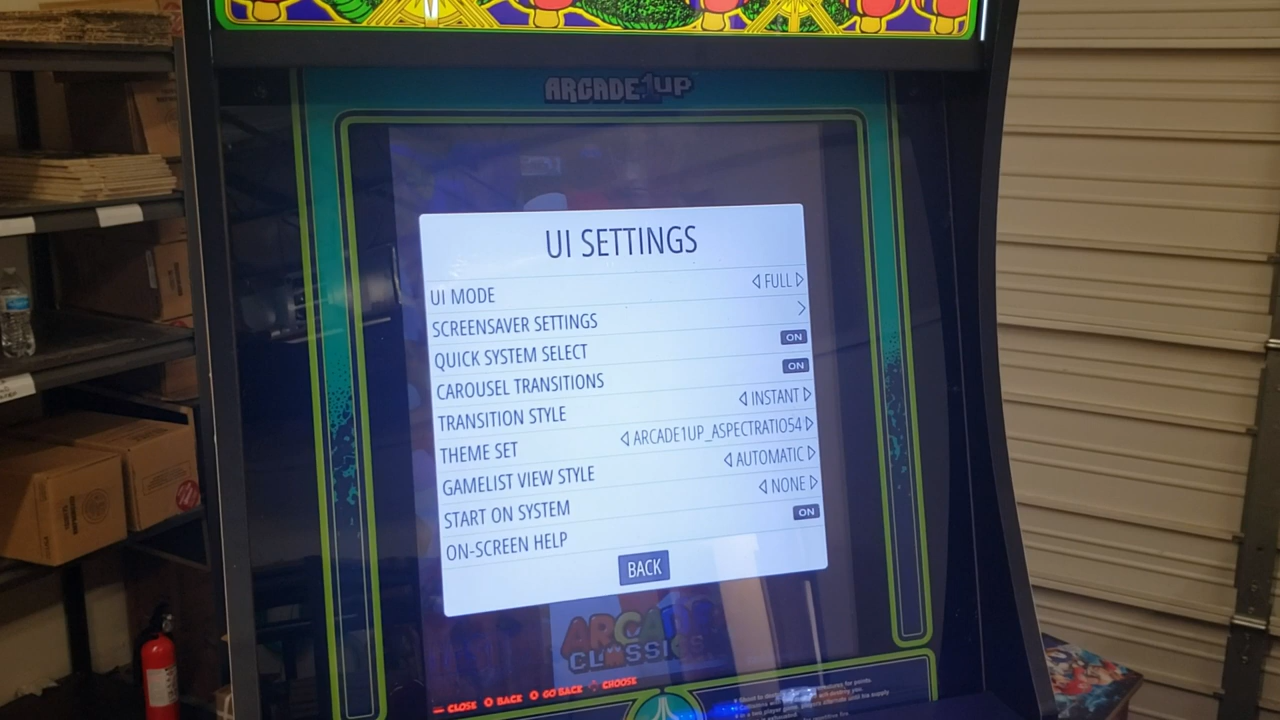 ARCADE1UP
UI SETTINGS
UI MODE FULL
SCREENSAVER SETTINGS
QUICK SYSTEM SELECT ON
CAROUSEL TRANSITIONS ON
TRANSITION STYLE INSTANT
THEME SET ARCADE1UP_ASPECTRATIO54
GAMELIST VIEW STYLE AUTOMATIC
START ON SYSTEM NONE
ON-SCREEN HELP ON
BACK
ARCADE
CLASSICS
CLOSE BACK GO BACK CHOOSE